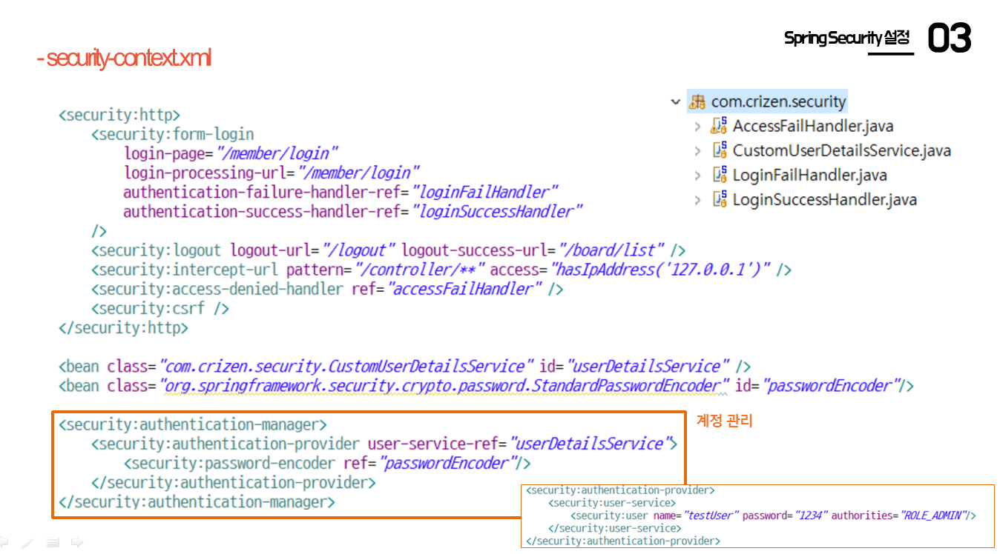 Spring Security 설정 03
- security-context.xml
<security:http>
    <security:form-login
        login-page="/member/login"
        login-processing-url="/member/login"
        authentication-failure-handler-ref="loginFailHandler"
        authentication-success-handler-ref="loginSuccessHandler"
    />
    <security:logout logout-url="/logout" logout-success-url="/board/list" />
    <security:intercept-url pattern="/controller/**" access="hasIpAddress('127.0.0.1')" />
    <security:access-denied-handler ref="accessFailHandler" />
    <security:csrf />
</security:http>
com.crizen.security
AccessFailHandler.java
CustomUserDetailsService.java
LoginFailHandler.java
LoginSuccessHandler.java
<bean class="com.crizen.security.CustomUserDetailsService" id="userDetailsService" />
<bean class="org.springframework.security.crypto.password.StandardPasswordEncoder" id="passwordEncoder"/>
계정 관리
<security:authentication-manager>
    <security:authentication-provider user-service-ref="userDetailsService">
        <security:password-encoder ref="passwordEncoder"/>
    </security:authentication-provider>
</security:authentication-manager>
<security:authentication-provider>
    <security:user-service>
        <security:user name="testUser" password="1234" authorities="ROLE_ADMIN"/>
    </security:user-service>
</security:authentication-provider>